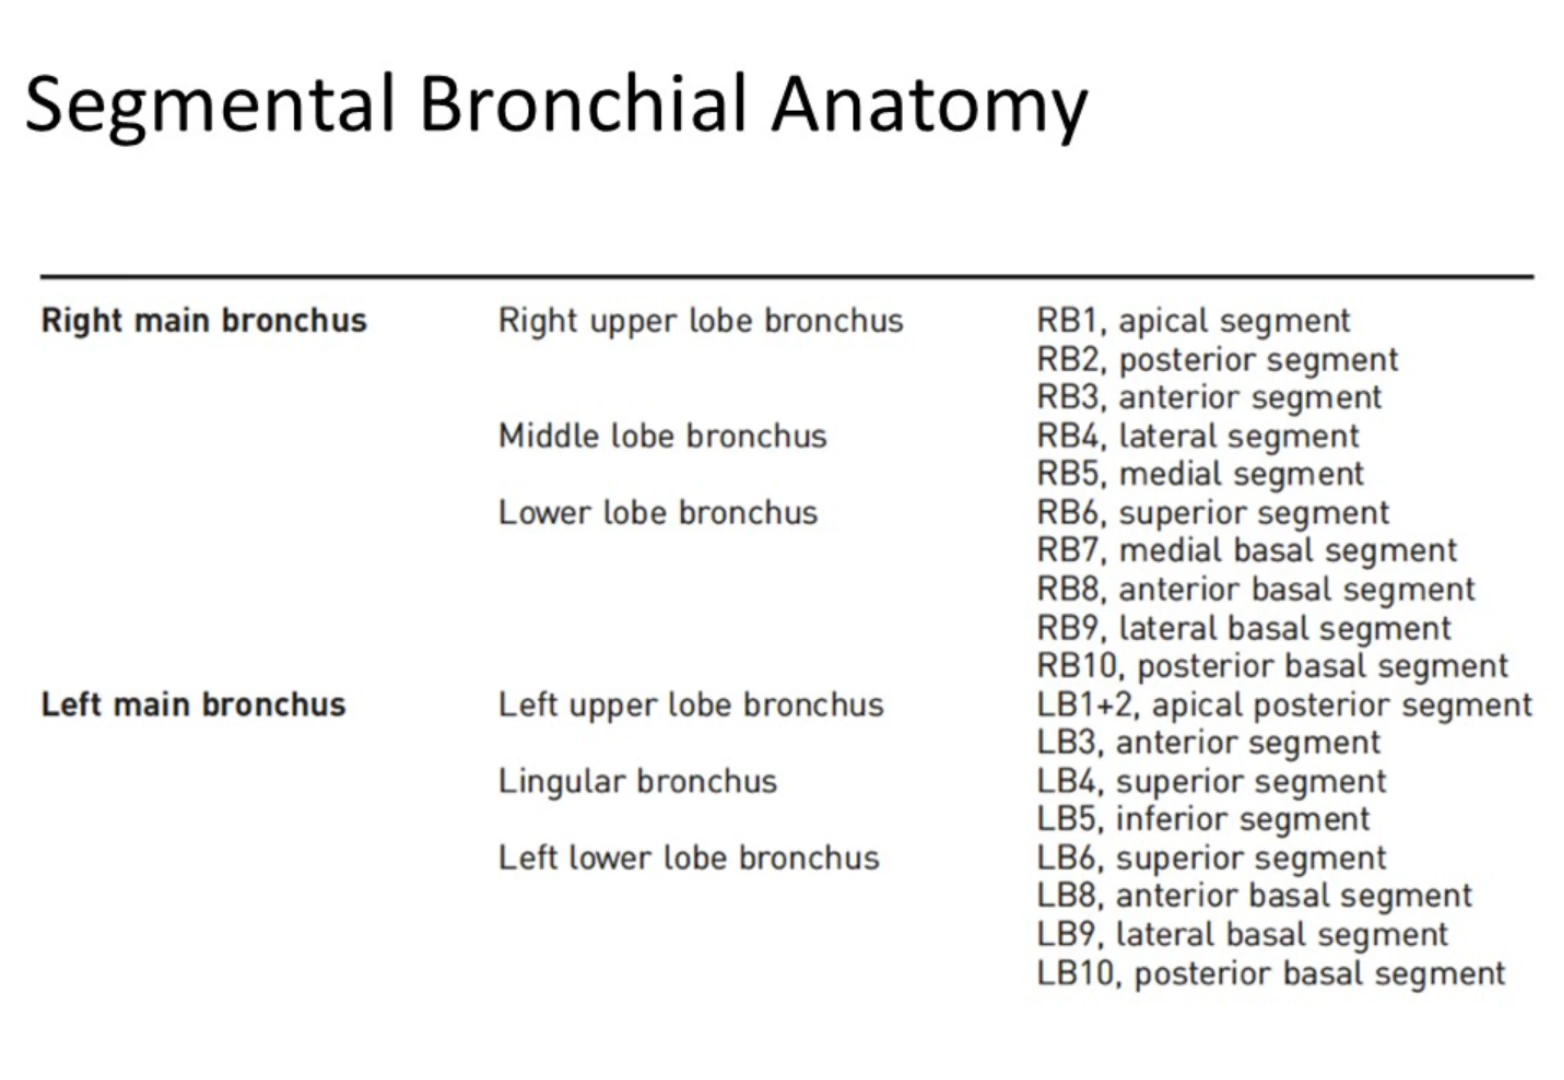 Segmental Bronchial Anatomy
Right main bronchus Right upper lobe bronchus RB1, apical segment
RB2, posterior segment
RB3, anterior segment
Middle lobe bronchus RB4, lateral segment
RB5, medial segment
Lower lobe bronchus RB6, superior segment
RB7, medial basal segment
RB8, anterior basal segment
RB9, lateral basal segment
RB10, posterior basal segment
Left main bronchus Left upper lobe bronchus LB1+2, apical posterior segment
LB3, anterior segment
Lingular bronchus LB4, superior segment
LB5, inferior segment
Left lower lobe bronchus LB6, superior segment
LB8, anterior basal segment
LB9, lateral basal segment
LB10, posterior basal segment